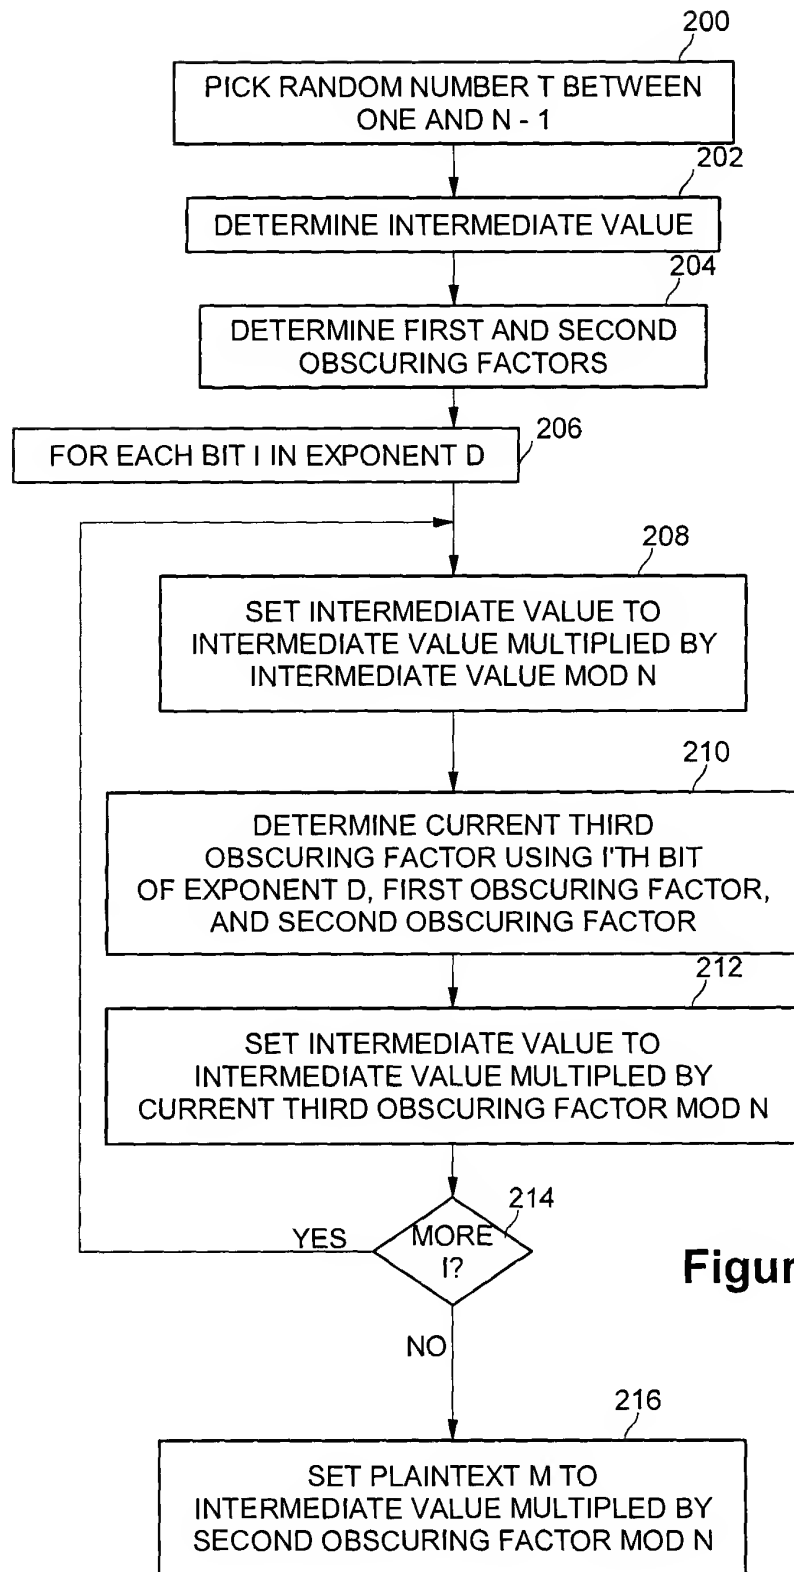 200
PICK RANDOM NUMBER T BETWEEN
ONE AND N - 1
202
DETERMINE INTERMEDIATE VALUE
204
DETERMINE FIRST AND SECOND
OBSCURING FACTORS
206
FOR EACH BIT I IN EXPONENT D
208
SET INTERMEDIATE VALUE TO
INTERMEDIATE VALUE MULTIPLIED BY
INTERMEDIATE VALUE MOD N
210
DETERMINE CURRENT THIRD
OBSCURING FACTOR USING I'TH BIT
OF EXPONENT D, FIRST OBSCURING FACTOR,
AND SECOND OBSCURING FACTOR
212
SET INTERMEDIATE VALUE TO
INTERMEDIATE VALUE MULTIPLED BY
CURRENT THIRD OBSCURING FACTOR MOD N
214
YES
MORE
I?
Figur
NO
216
SET PLAINTEXT M TO
INTERMEDIATE VALUE MULTIPLED BY
SECOND OBSCURING FACTOR MOD N